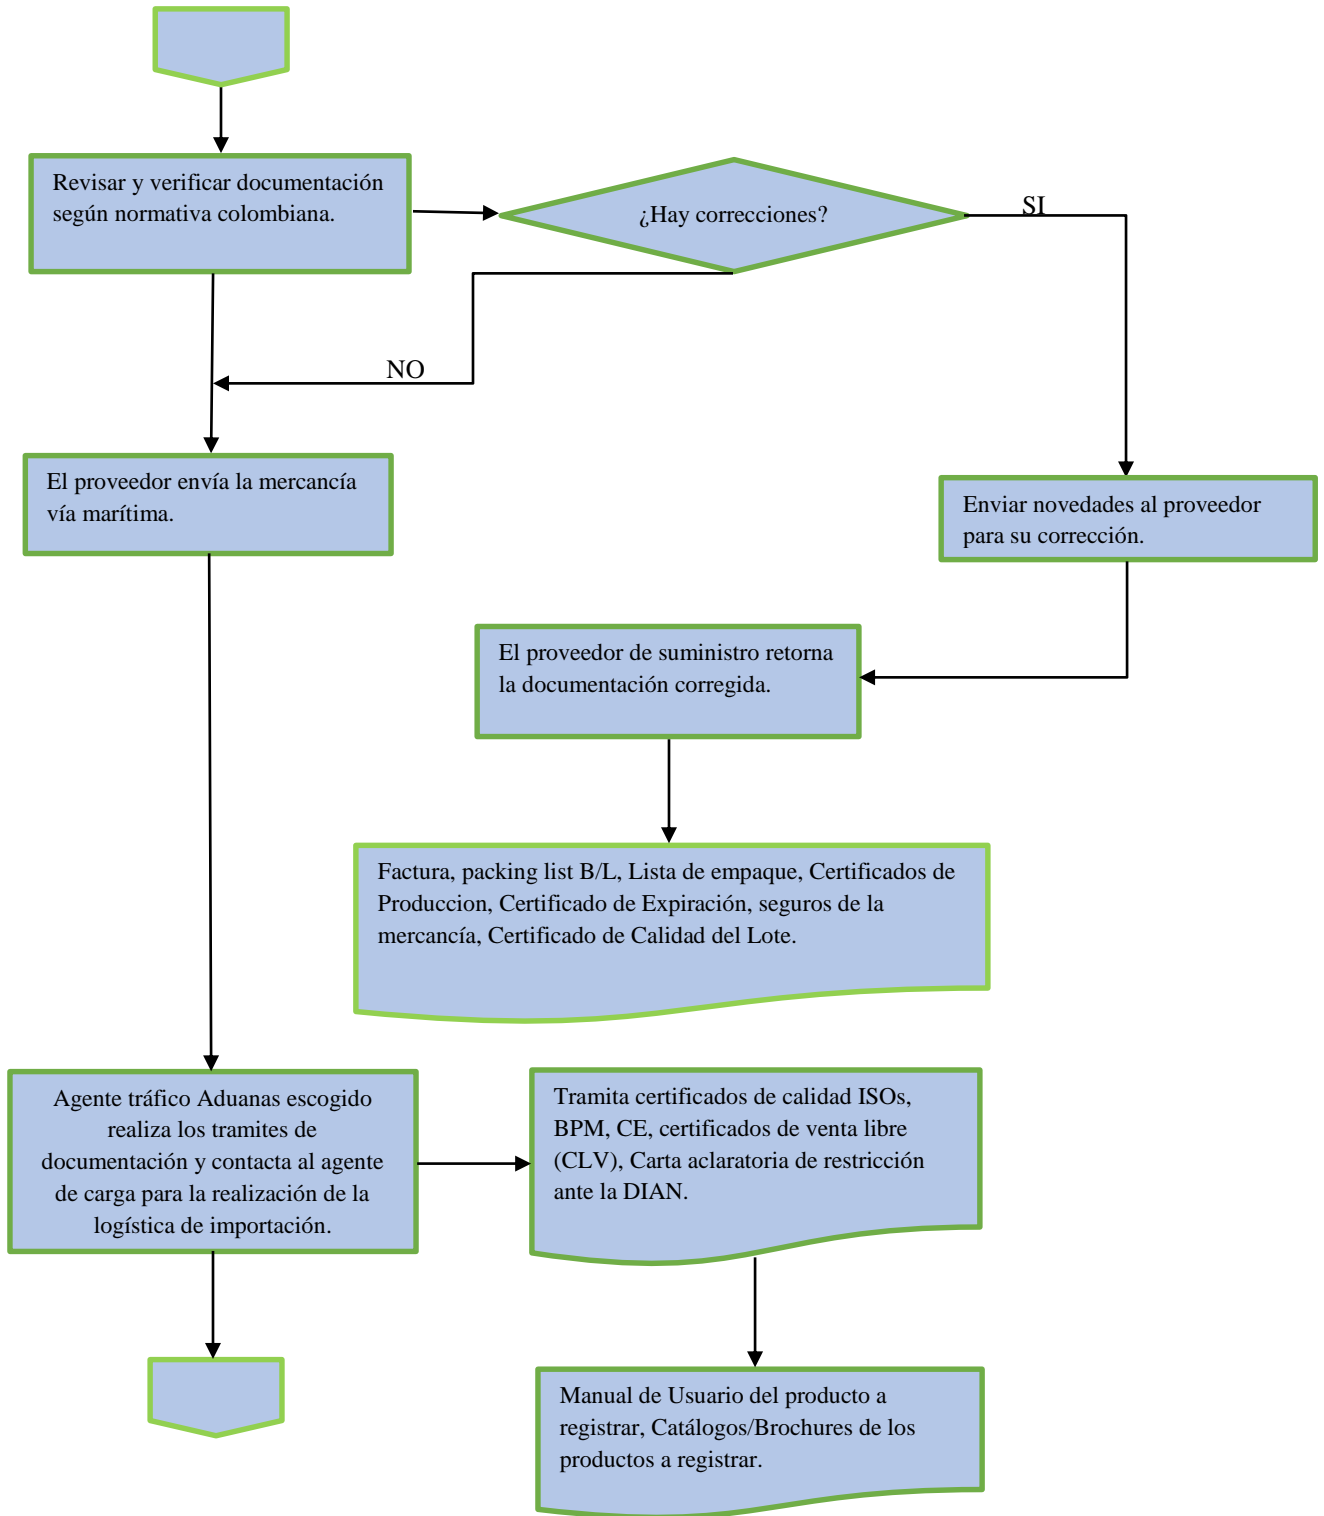 Revisar y verificar documentación
según normativa colombiana.
¿Hay correcciones?
SI
NO
El proveedor envía la mercancía
vía marítima.
Enviar novedades al proveedor
para su corrección.
El proveedor de suministro retorna
la documentación corregida.
Factura, packing list B/L, Lista de empaque, Certificados de
Produccion, Certificado de Expiración, seguros de la
mercancía, Certificado de Calidad del Lote.
Agente tráfico Aduanas escogido
realiza los tramites de
documentación y contacta al agente
de carga para la realización de la
logística de importación.
Tramita certificados de calidad ISOs,
BPM, CE, certificados de venta libre
(CLV), Carta aclaratoria de restricción
ante la DIAN.
Manual de Usuario del producto a
registrar, Catálogos/Brochures de los
productos a registrar.